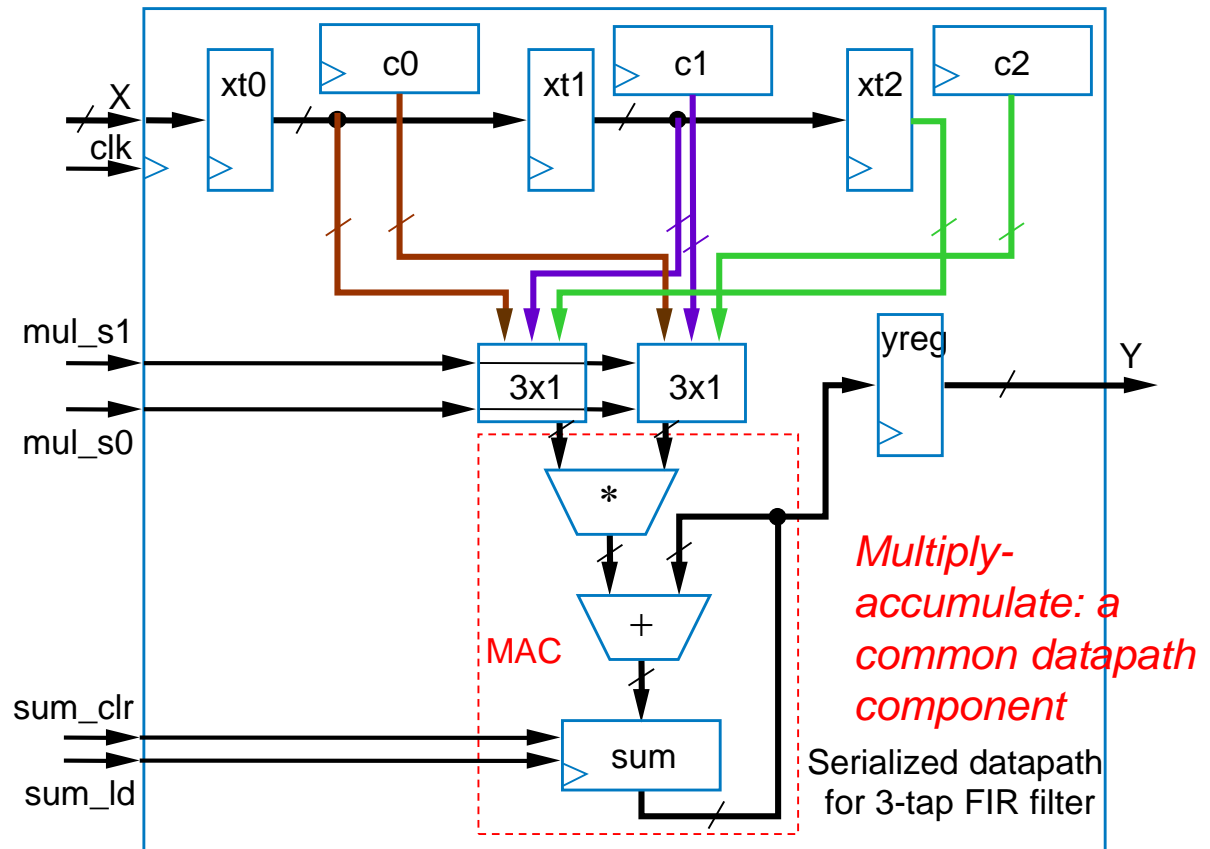 c0
c1
c2
xt0
xt1
xt2
X
clk
mul_s1
yreg
Y
3x1
3x1
mul_s0
*
Multiply-
accumulate: a
common datapath
component
+
MAC
sum_clr
sum
Serialized datapath
for 3-tap FIR filter
sum_ld